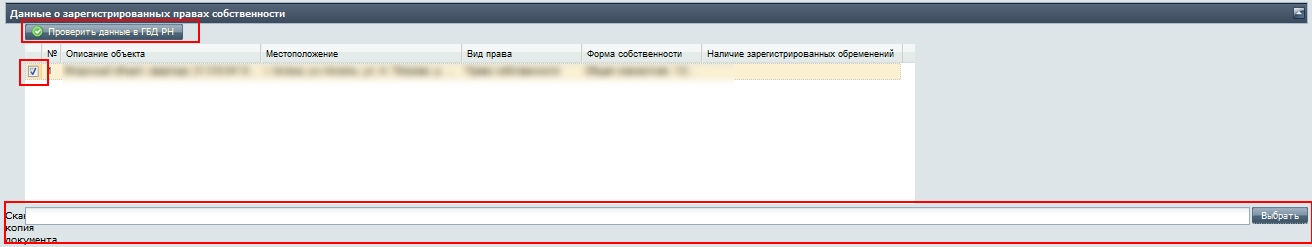 Данные о зарегистрированных правах собственности
Проверить данные в ГБД РН
№ Описание объекта Местоположение Вид права Форма собственности Наличие зарегистрированных обременений
Выбрать
копия
документа